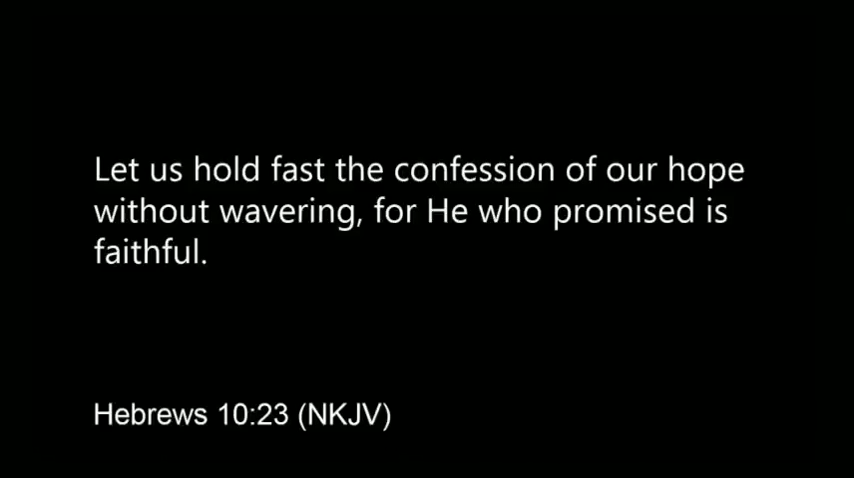 Let us hold fast the confession of our hope
without wavering, for He who promised is
faithful.
Hebrews 10:23 (NKJV)